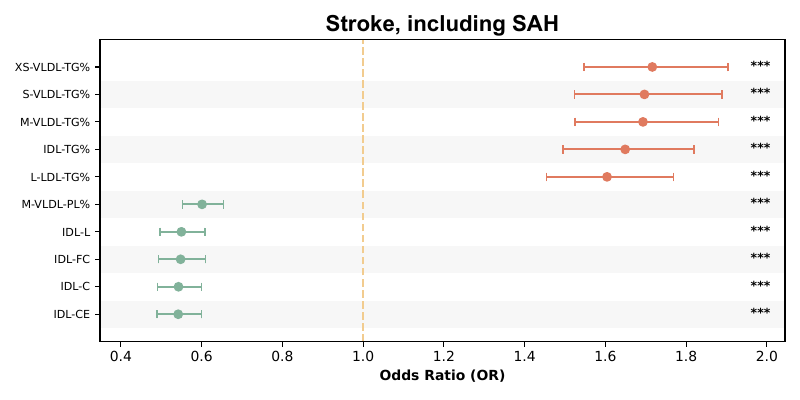 Stroke, including SAH
XS-VLDL-TG% ***
S-VLDL-TG% ***
M-VLDL-TG% ***
IDL-TG% ***
L-LDL-TG% ***
M-VLDL-PL% ***
IDL-L ***
IDL-FC ***
IDL-C ***
IDL-CE ***
0.4 0.6 0.8 1.0 1.2 1.4 1.6 1.8 2.0
Odds Ratio (OR)